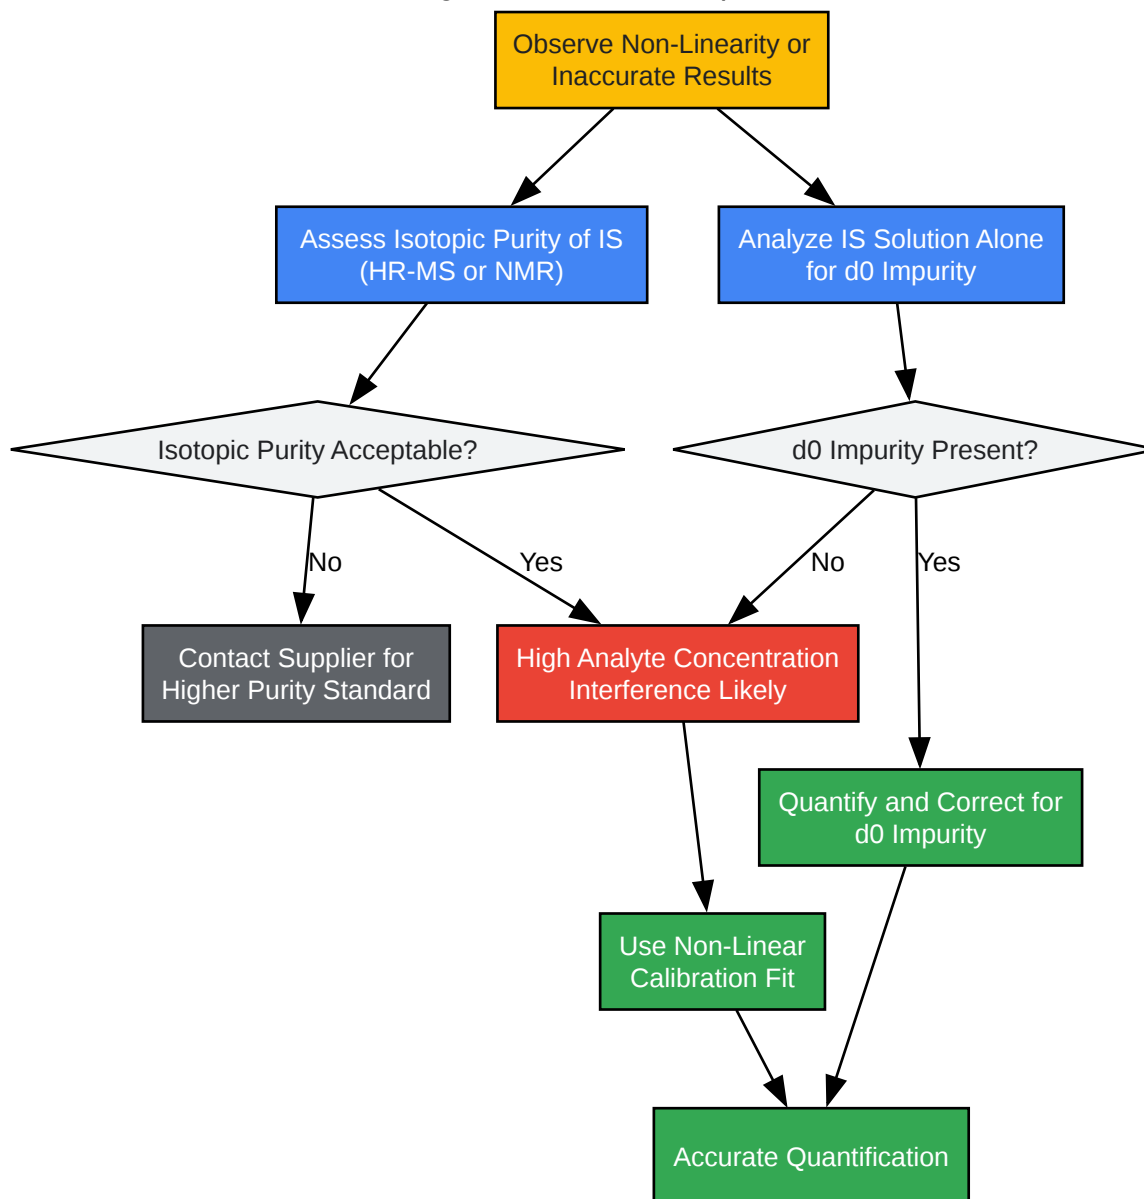 Observe Non-Linearity or
Inaccurate Results
Assess Isotopic Purity of IS
(HR-MS or NMR)
Analyze IS Solution Alone
for d0 Impurity
Isotopic Purity Acceptable?
d0 Impurity Present?
No
Yes
No
Yes
Contact Supplier for
Higher Purity Standard
High Analyte Concentration
Interference Likely
Quantify and Correct for
d0 Impurity
Use Non-Linear
Calibration Fit
Accurate Quantification